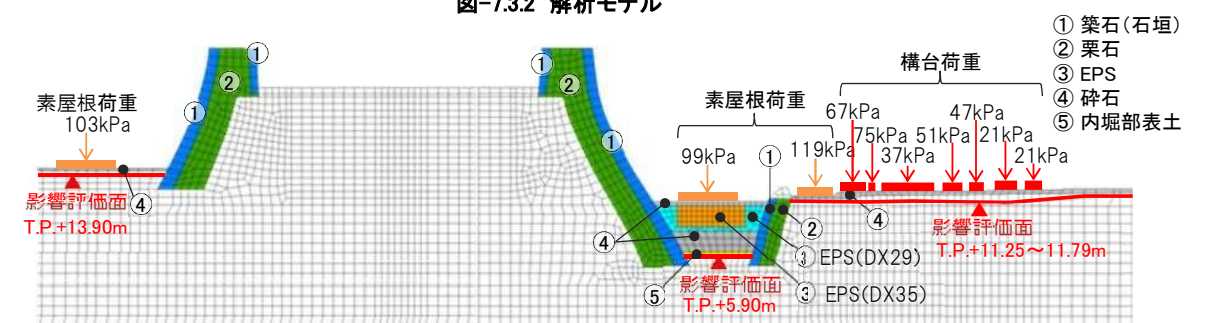 図-7.3.2 解析モデル
① 築石(石垣)
② 栗石
③ EPS
④ 砕石
⑤ 内堀部表土
構台荷重
素屋根荷重
素屋根荷重
103kPa
99kPa
119kPa
67kPa
75kPa
37kPa
51kPa
47kPa
21kPa
21kPa
①
②
①
①
②
①
①
②
④
影響評価面
T.P.+13.90m
④
⑤
③ EPS(DX29)
③ EPS(DX35)
影響評価面
T.P.+5.90m
④
影響評価面
T.P.+11.25～11.79m